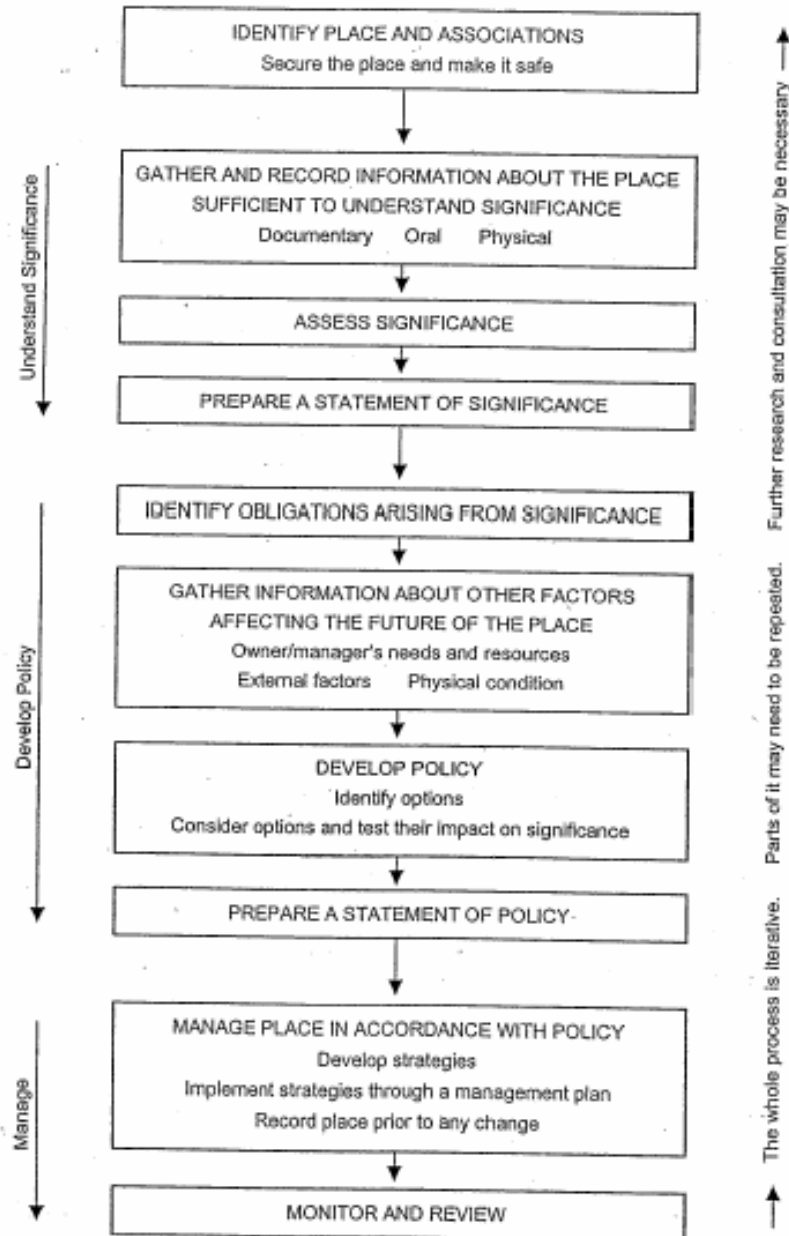 IDENTIFY PLACE AND ASSOCIATIONS
Secure the place and make it safe
GATHER AND RECORD INFORMATION ABOUT THE PLACE
SUFFICIENT TO UNDERSTAND SIGNIFICANCE
Documentary Oral Physical
ASSESS SIGNIFICANCE
PREPARE A STATEMENT OF SIGNIFICANCE
IDENTIFY OBLIGATIONS ARISING FROM SIGNIFICANCE
GATHER INFORMATION ABOUT OTHER FACTORS
AFFECTING THE FUTURE OF THE PLACE
Owner/manager's needs and resources
External factors Physical condition
DEVELOP POLICY
Identify options
Consider options and test their impact on significance
PREPARE A STATEMENT OF POLICY
MANAGE PLACE IN ACCORDANCE WITH POLICY
Develop strategies
Implement strategies through a management plan
Record place prior to any change
MONITOR AND REVIEW
Understand Significance
Develop Policy
Manage
The whole process is iterative. Parts of it may need to be repeated. Further research and consultation may be necessary